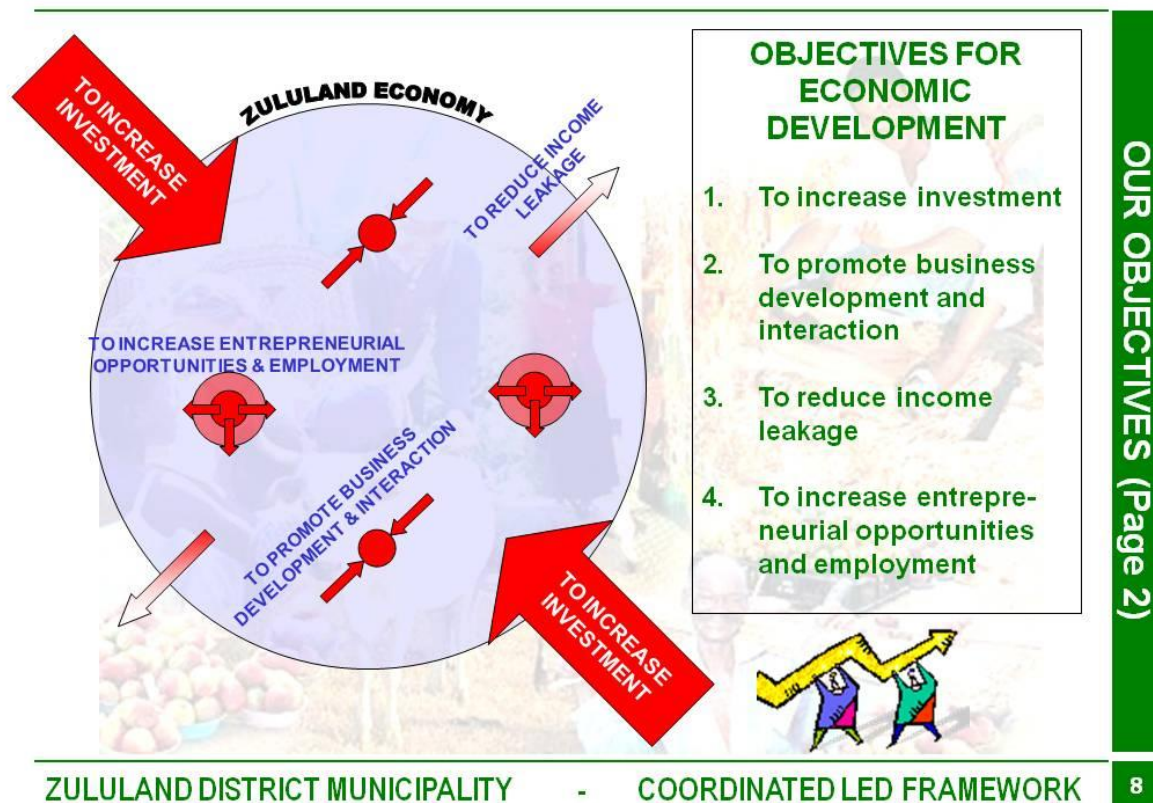 ZULULAND ECONOMY
TO INCREASE
INVESTMENT
TO REDUCE INCOME
LEAKAGE
TO INCREASE ENTREPRENEURIAL
OPPORTUNITIES & EMPLOYMENT
TO PROMOTE BUSINESS
DEVELOPMENT & INTERACTION
TO INCREASE
INVESTMENT
OBJECTIVES FOR
ECONOMIC
DEVELOPMENT
1. To increase investment
2. To promote business
development and
interaction
3. To reduce income
leakage
4. To increase entrepre-
neurial opportunities
and employment
OUR OBJECTIVES (Page 2)
ZULULAND DISTRICT MUNICIPALITY - COORDINATED LED FRAMEWORK 8